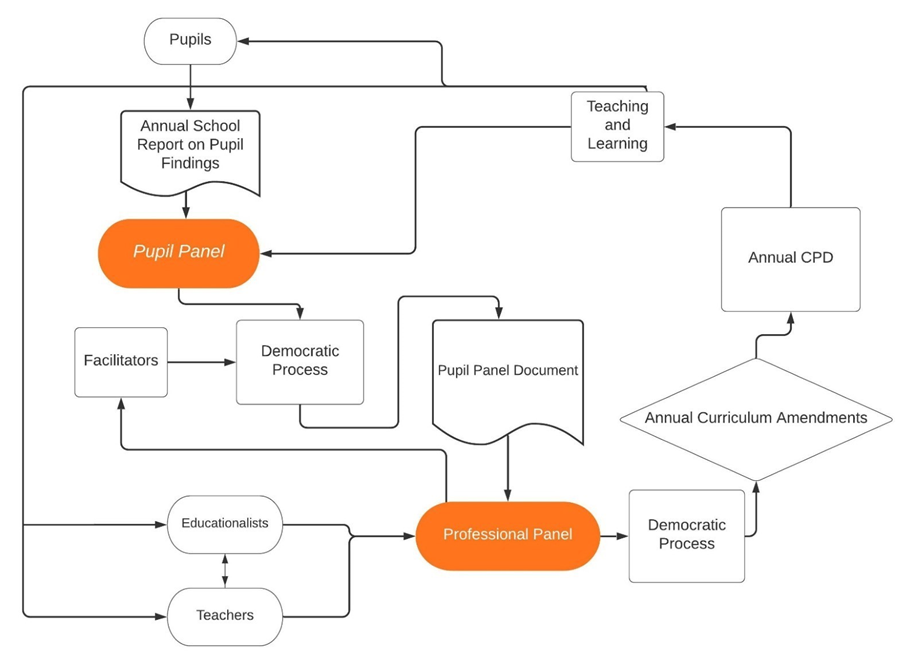 Pupils
Annual School
Report on Pupil
Findings
Teaching
and
Learning
Pupil Panel
Annual CPD
Facilitators
Democratic
Process
Pupil Panel Document
Annual Curriculum Amendments
Educationalists
Professional Panel
Democratic
Process
Teachers